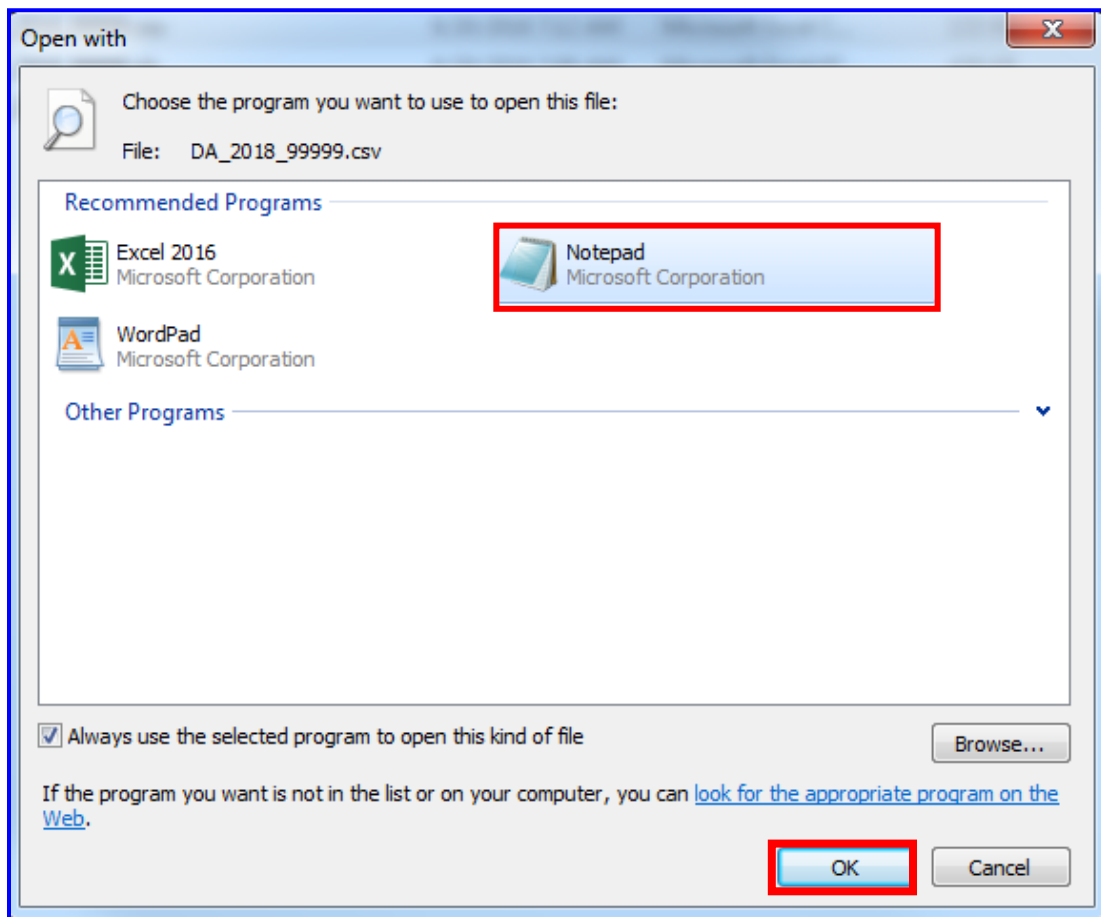 Open with
Choose the program you want to use to open this file:
File: DA_2018_99999.csv
Recommended Programs
Excel 2016
Microsoft Corporation
Notepad
Microsoft Corporation
WordPad
Microsoft Corporation
Other Programs
Always use the selected program to open this kind of file
Browse...
If the program you want is not in the list or on your computer, you can look for the appropriate program on the
Web.
OK
Cancel